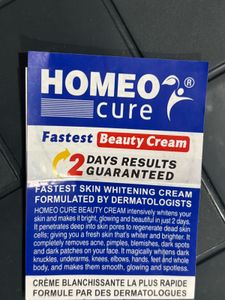 HOMEO®
cure
Fastest Beauty Cream
2 DAYS RESULTS
GUARANTEED
FASTEST SKIN WHITENING CREAM
FORMULATED BY DERMATOLOGISTS
HOMEO CURE BEAUTY CREAM intensively whitens your
skin and makes it bright, glowing and beautiful in just 2 days.
It penetrates deep into skin pores to regenerate dead skin
cells; giving you a fresh skin that's whiter and brighter. It
completely removes acne, pimples, blemishes, dark spots
and dark patches on your face. It magically whitens dark
knuckles, underarms, knees, elbows, hands, feet and whole
body, and makes them smooth, glowing and spotless.
CRÈME BLANCHISSANTE LA PLUS RAPIDE
FORMULE PAR DES DERMATOLOGUES